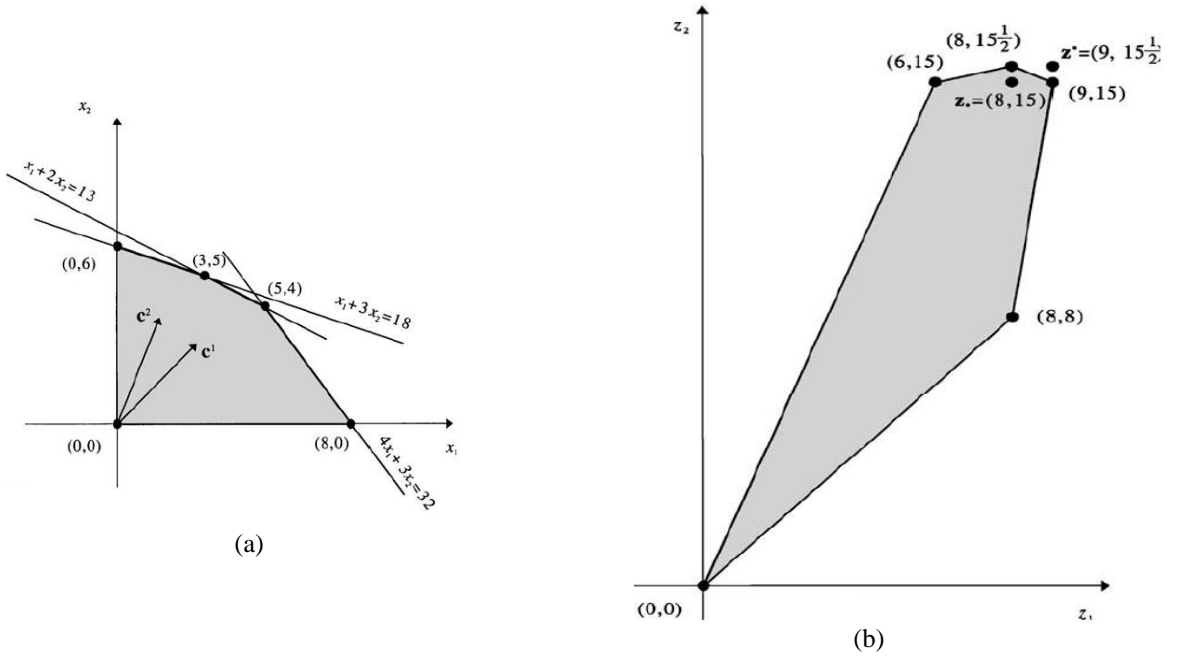 x₂
x₁+2x₂=13
(0,6)
(3,5)
(5,4)
x₁+3x₂=18
c²
c¹
(0,0)
(8,0)
x₁
4x₁+3x₂=32
(a)
z₂
(8, 15½)
z*=(9, 15½,
(6,15)
z⁎=(8,15)
(9,15)
(8,8)
(0,0)
z₁
(b)